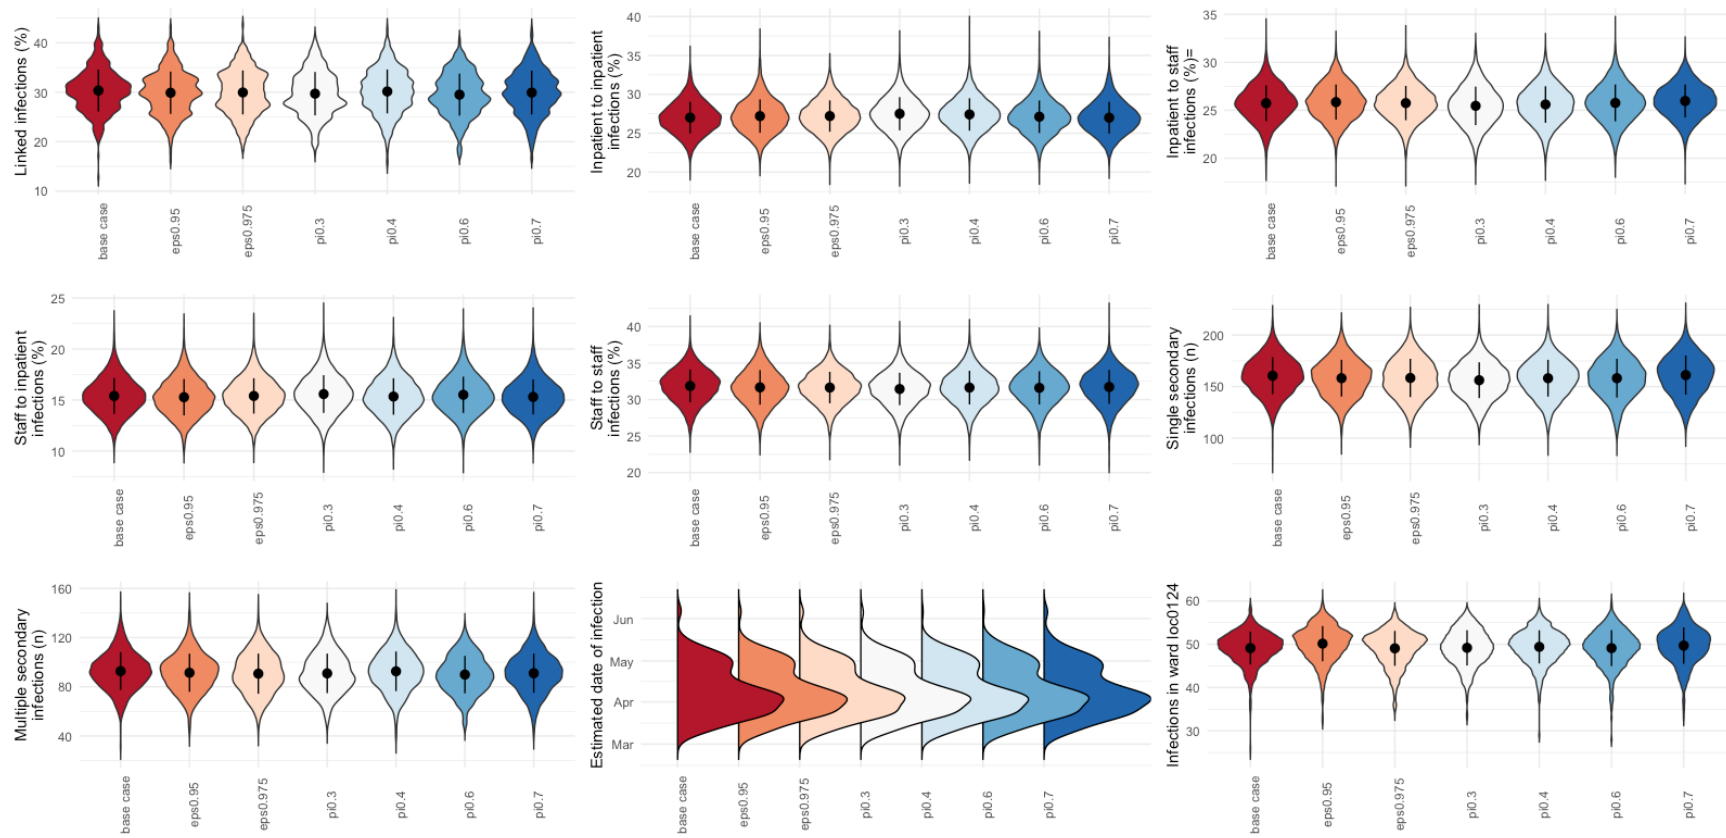 Linked infections (%)
40
30
20
10
base case
eps0.95
eps0.975
pi0.3
pi0.4
pi0.6
pi0.7
Inpatient to inpatient
infections (%)
40
35
30
25
20
base case
eps0.95
eps0.975
pi0.3
pi0.4
pi0.6
pi0.7
Inpatient to staff
infections (%)=
35
30
25
20
base case
eps0.95
eps0.975
pi0.3
pi0.4
pi0.6
pi0.7
Staff to inpatient
infections (%)
25
20
15
10
base case
eps0.95
eps0.975
pi0.3
pi0.4
pi0.6
pi0.7
Staff to staff
infections (%)
40
35
30
25
20
base case
eps0.95
eps0.975
pi0.3
pi0.4
pi0.6
pi0.7
Single secondary
infections (n)
200
150
100
base case
eps0.95
eps0.975
pi0.3
pi0.4
pi0.6
pi0.7
Multiple secondary
infections (n)
160
120
80
40
base case
eps0.95
eps0.975
pi0.3
pi0.4
pi0.6
pi0.7
Estimated date of infection
Jun
May
Apr
Mar
base case
eps0.95
eps0.975
pi0.3
pi0.4
pi0.6
pi0.7
Infections in ward loc0124
60
50
40
30
base case
eps0.95
eps0.975
pi0.3
pi0.4
pi0.6
pi0.7